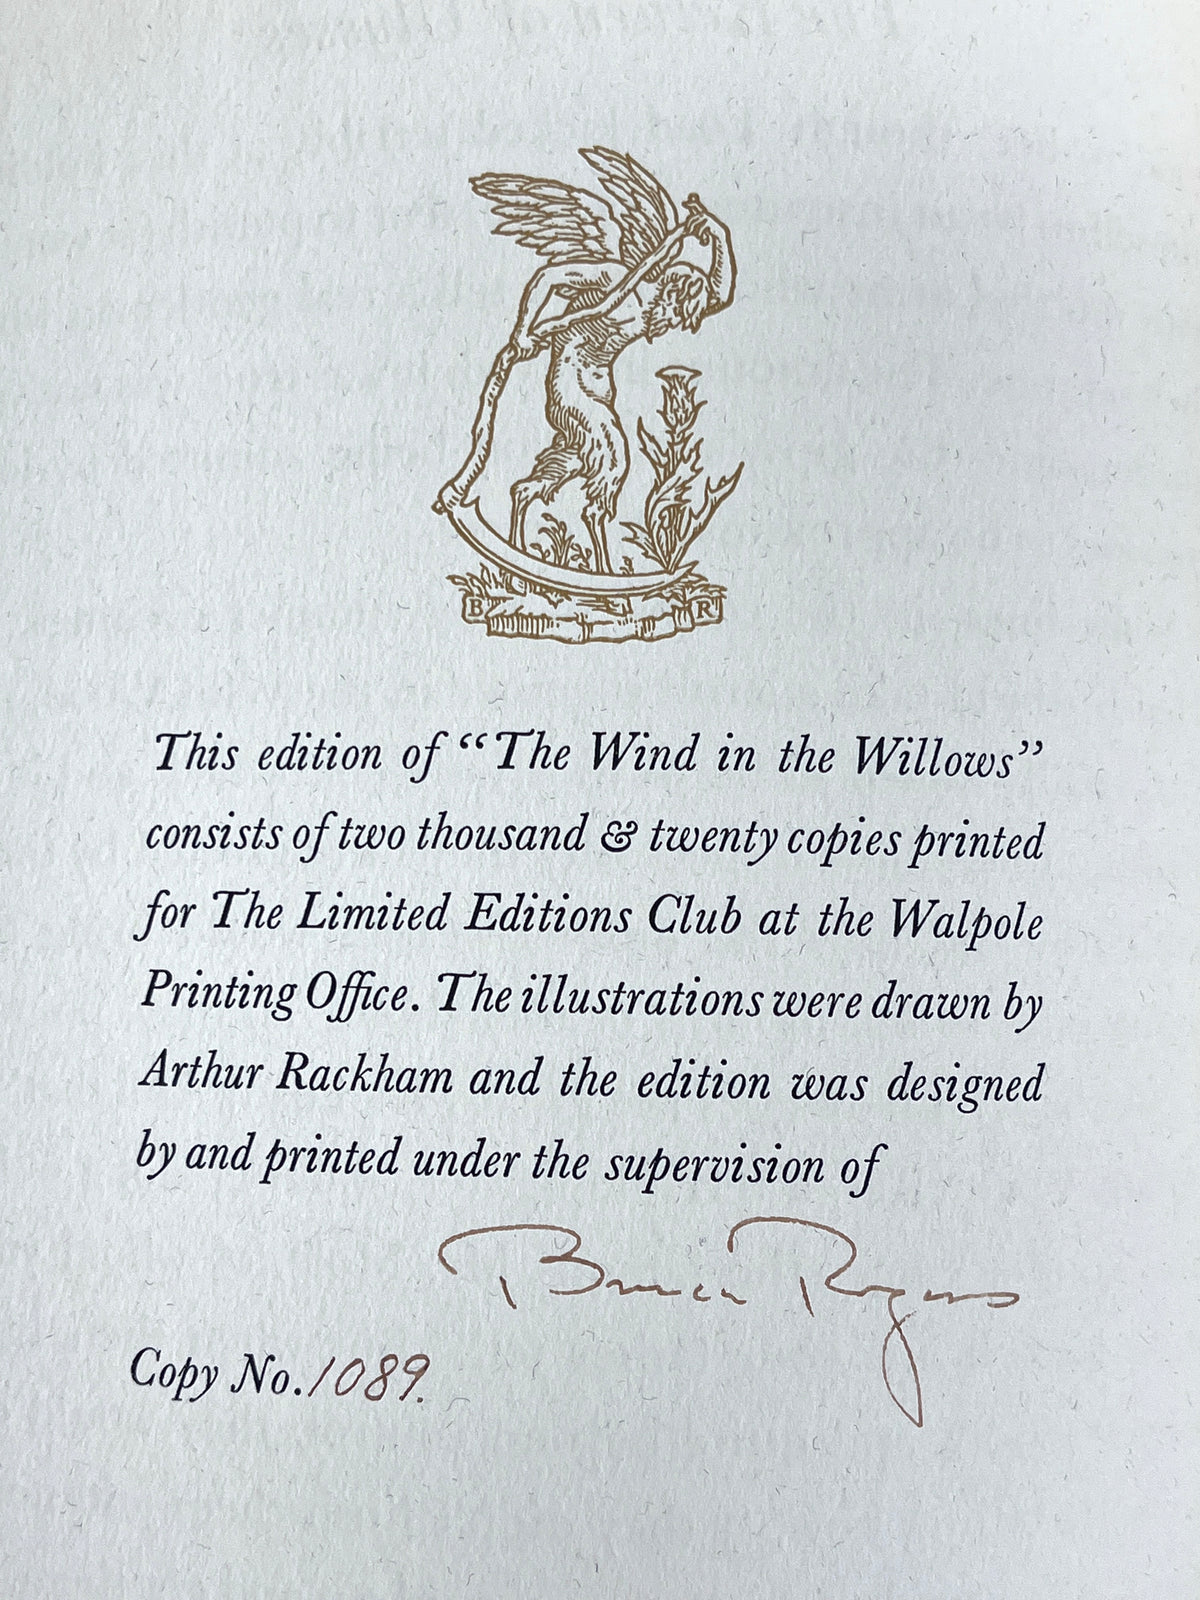 B R
This edition of “The Wind in the Willows”
consists of two thousand & twenty copies printed
for The Limited Editions Club at the Walpole
Printing Office. The illustrations were drawn by
Arthur Rackham and the edition was designed
by and printed under the supervision of
Bruce Rogers
Copy No. 1089.